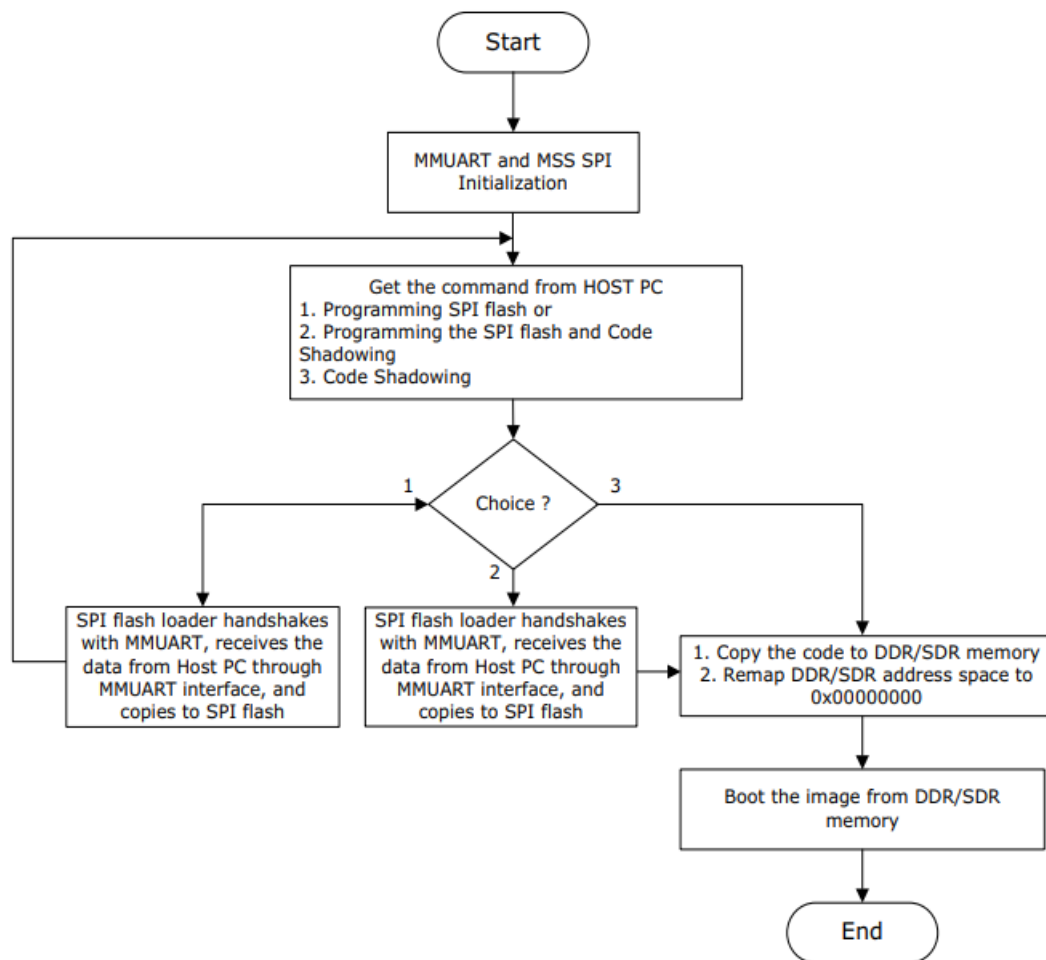 Start
MMUART and MSS SPI
Initialization
Get the command from HOST PC
1. Programming SPI flash or
2. Programming the SPI flash and Code
Shadowing
3. Code Shadowing
1
Choice ?
3
2
SPI flash loader handshakes
with MMUART, receives the
data from Host PC through
MMUART interface, and
copies to SPI flash
SPI flash loader handshakes
with MMUART, receives the
data from Host PC through
MMUART interface, and
copies to SPI flash
1. Copy the code to DDR/SDR memory
2. Remap DDR/SDR address space to
0x00000000
Boot the image from DDR/SDR
memory
End